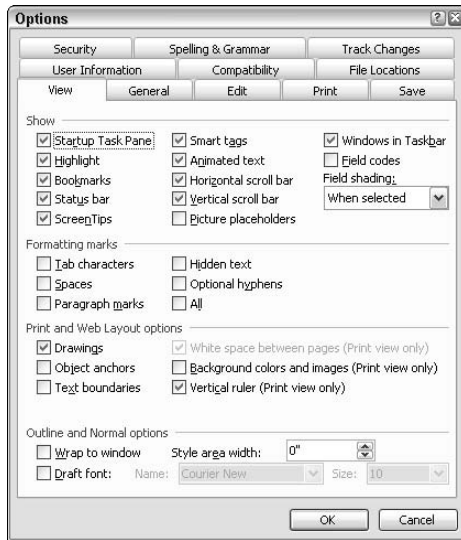 Options
Security Spelling & Grammar Track Changes
User Information Compatibility File Locations
View General Edit Print Save
Show
Startup Task Pane Smart tags Windows in Taskbar
Highlight Animated text Field codes
Bookmarks Horizontal scroll bar Field shading:
Status bar Vertical scroll bar When selected
ScreenTips Picture placeholders
Formatting marks
Tab characters Hidden text
Spaces Optional hyphens
Paragraph marks All
Print and Web Layout options
Drawings White space between pages (Print view only)
Object anchors Background colors and images (Print view only)
Text boundaries Vertical ruler (Print view only)
Outline and Normal options
Wrap to window Style area width: 0"
Draft font: Name: Courier New Size: 10
OK Cancel